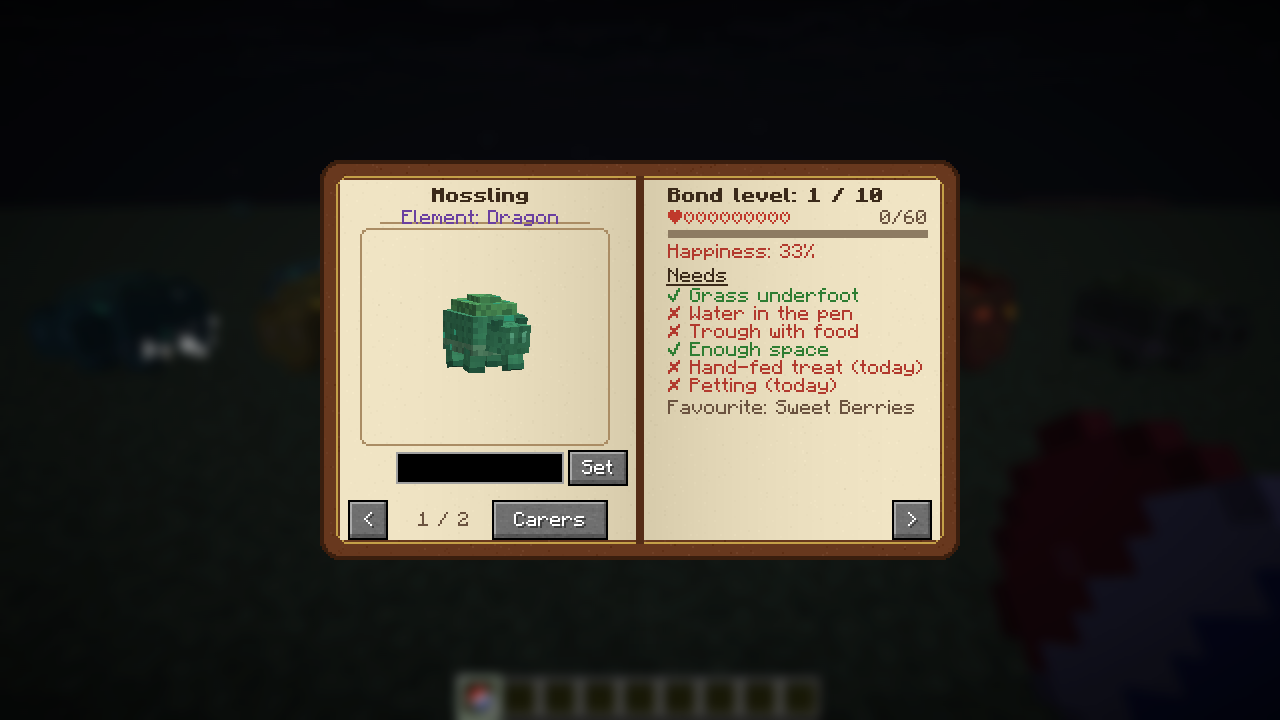 Mossling
Element: Dragon
Set
<
1 / 2
Carers
Bond level: 1 / 10
0/60
Happiness: 33%
Needs
✓ Grass underfoot
✗ Water in the pen
✗ Trough with food
✓ Enough space
✗ Hand-fed treat (today)
✗ Petting (today)
Favourite: Sweet Berries
>